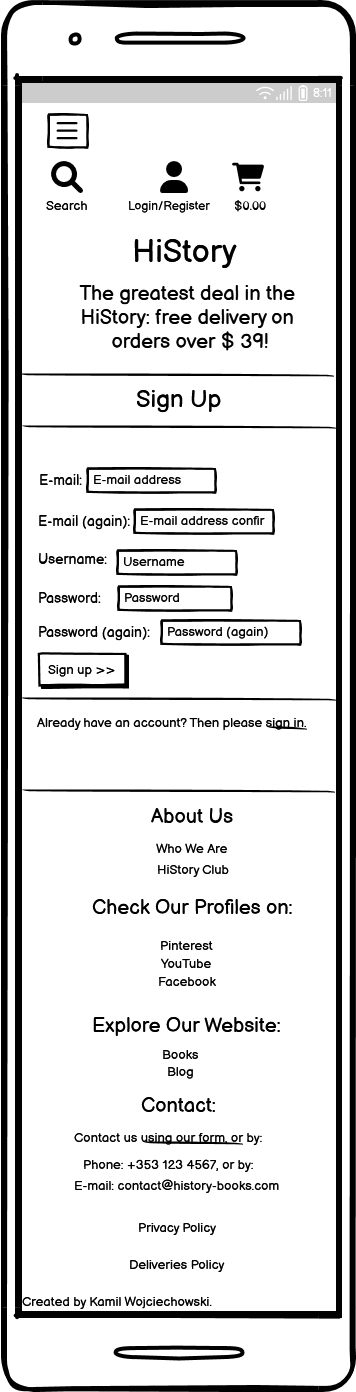 8:11
Search
Login/Register
$0.00
HiStory
The greatest deal in the
HiStory: free delivery on
orders over $ 39!
Sign Up
E-mail: E-mail address
E-mail (again): E-mail address confir
Username: Username
Password: Password
Password (again): Password (again)
Sign up >>
Already have an account? Then please sign in.
About Us
Who We Are
HiStory Club
Check Our Profiles on:
Pinterest
YouTube
Facebook
Explore Our Website:
Books
Blog
Contact:
Contact us using our form, or by:
Phone: +353 123 4567, or by:
E-mail: contact@history-books.com
Privacy Policy
Deliveries Policy
Created by Kamil Wojciechowski.